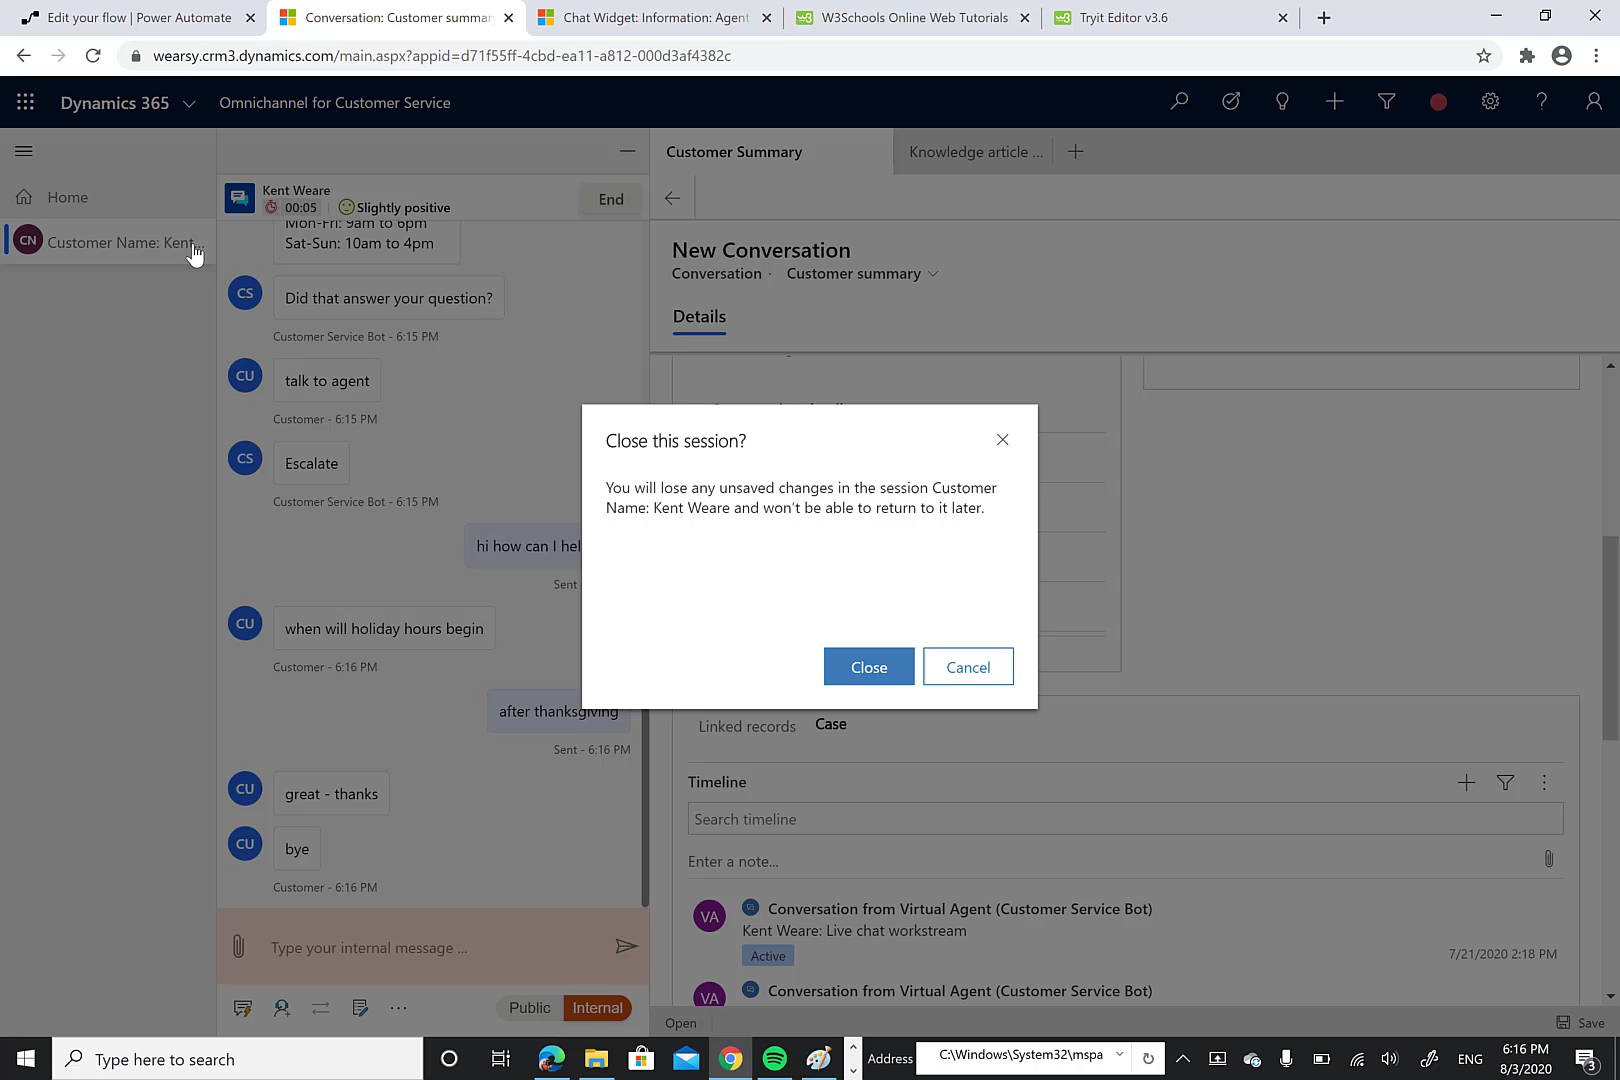 Edit your flow | Power Automate
Conversation: Customer summar
Chat Widget: Information: Agent
W3Schools Online Web Tutorials
Tryit Editor v3.6
wearsy.crm3.dynamics.com/main.aspx?appid=d71f55ff-4cbd-ea11-a812-000d3af4382c
Dynamics 365
Omnichannel for Customer Service
Home
CN
Customer Name: Kent...
Kent Weare
00:05
Slightly positive
End
Mon-Fri: 9am to 6pm
Sat-Sun: 10am to 4pm
CS
Did that answer your question?
Customer Service Bot - 6:15 PM
CU
talk to agent
Customer - 6:15 PM
CS
Escalate
Customer Service Bot - 6:15 PM
hi how can I hel
Sent -
CU
when will holiday hours begin
Customer - 6:16 PM
after thanksgiving
Sent - 6:16 PM
CU
great - thanks
CU
bye
Customer - 6:16 PM
Type your internal message ...
Public
Internal
Customer Summary
Knowledge article ...
New Conversation
Conversation ·
Customer summary
Details
Close this session?
You will lose any unsaved changes in the session Customer
Name: Kent Weare and won't be able to return to it later.
Close
Cancel
Linked records
Case
Timeline
Search timeline
Enter a note...
VA
Conversation from Virtual Agent (Customer Service Bot)
Kent Weare: Live chat workstream
Active
7/21/2020 2:18 PM
VA
Conversation from Virtual Agent (Customer Service Bot)
Open
Save
Type here to search
Address
C:\Windows\System32\mspa
ENG
6:16 PM
8/3/2020
3